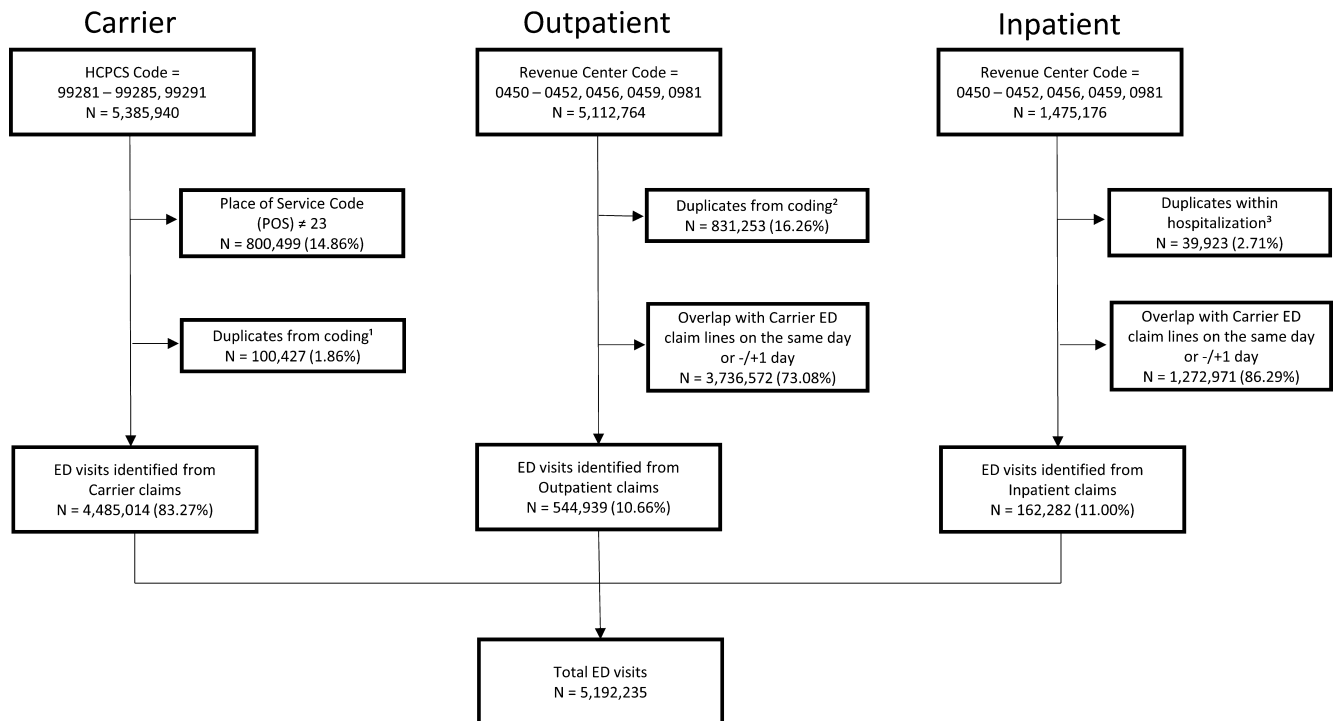 Carrier
HCPCS Code =
99281 – 99285, 99291
N = 5,385,940
Place of Service Code
(POS) ≠ 23
N = 800,499 (14.86%)
Duplicates from coding¹
N = 100,427 (1.86%)
ED visits identified from
Carrier claims
N = 4,485,014 (83.27%)
Outpatient
Revenue Center Code =
0450 – 0452, 0456, 0459, 0981
N = 5,112,764
Duplicates from coding²
N = 831,253 (16.26%)
Overlap with Carrier ED
claim lines on the same day
or -/+1 day
N = 3,736,572 (73.08%)
ED visits identified from
Outpatient claims
N = 544,939 (10.66%)
Inpatient
Revenue Center Code =
0450 – 0452, 0456, 0459, 0981
N = 1,475,176
Duplicates within
hospitalization³
N = 39,923 (2.71%)
Overlap with Carrier ED
claim lines on the same day
or -/+1 day
N = 1,272,971 (86.29%)
ED visits identified from
Inpatient claims
N = 162,282 (11.00%)
Total ED visits
N = 5,192,235